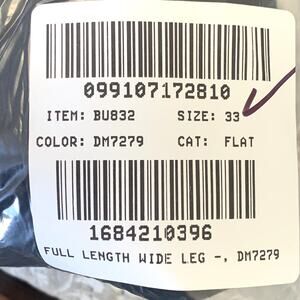 099107172810
ITEM: BU832 SIZE: 33
COLOR: DM7279 CAT: FLAT
1684210396
FULL LENGTH WIDE LEG -, DM7279